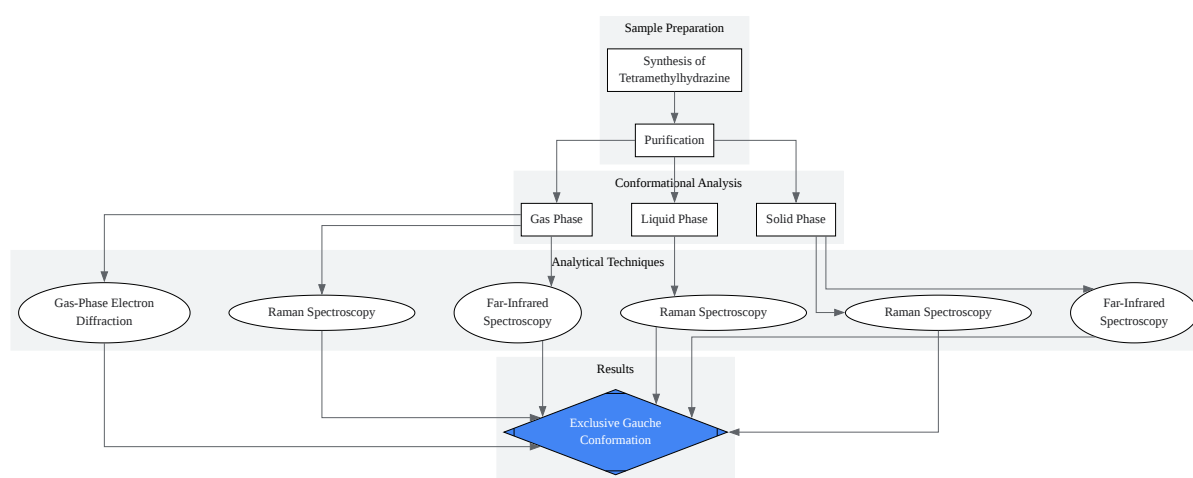 Sample Preparation
Synthesis of
Tetramethylhydrazine
Purification
Conformational Analysis
Gas Phase
Liquid Phase
Solid Phase
Analytical Techniques
Gas-Phase Electron
Diffraction
Raman Spectroscopy
Far-Infrared
Spectroscopy
Raman Spectroscopy
Raman Spectroscopy
Far-Infrared
Spectroscopy
Results
Exclusive Gauche
Conformation